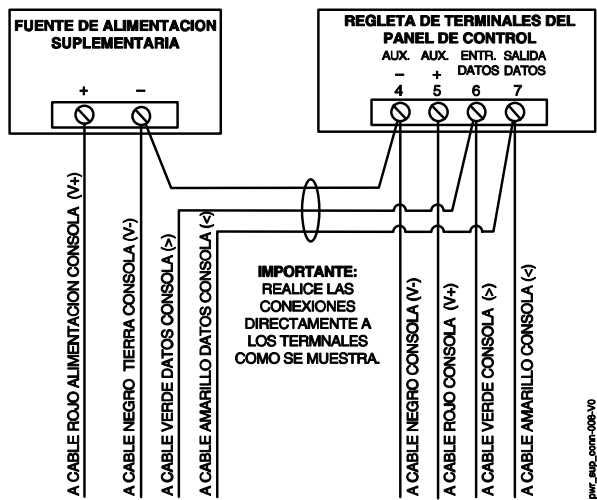 FUENTE DE ALIMENTACION
SUPLEMENTARIA
+ –
REGLETA DE TERMINALES DEL
PANEL DE CONTROL
AUX. AUX. ENTR. SALIDA
– + DATOS DATOS
4 5 6 7
A CABLE ROJO ALIMENTACION CONSOLA (V+)
A CABLE NEGRO TIERRA CONSOLA (V-)
A CABLE VERDE DATOS CONSOLA (>)
A CABLE AMARILLO DATOS CONSOLA (<)
IMPORTANTE:
REALICE LAS
CONEXIONES
DIRECTAMENTE A
LOS TERMNALES
COMO SE MUESTRA.
A CABLE NEGRO CONSOLA (V-)
A CABLE ROJO CONSOLA (V+)
A CABLE VERDE CONSOLA (>)
A CABLE AMARILLO CONSOLA (<)
pwr_sup_conn-008-V0